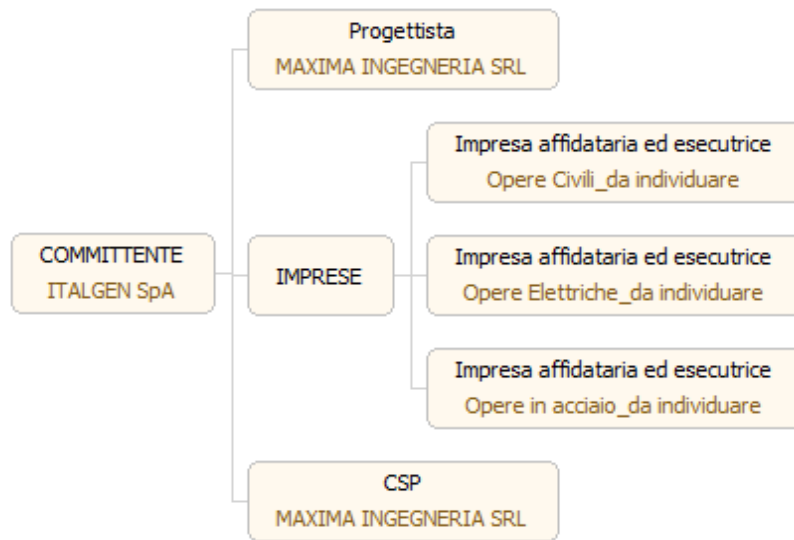 Progettista
MAXIMA INGEGNERIA SRL
Impresa affidataria ed esecutrice
Opere Civili_da individuare
COMMITTENTE
ITALGEN SpA
IMPRESE
Impresa affidataria ed esecutrice
Opere Elettriche_da individuare
Impresa affidataria ed esecutrice
Opere in acciaio_da individuare
CSP
MAXIMA INGEGNERIA SRL